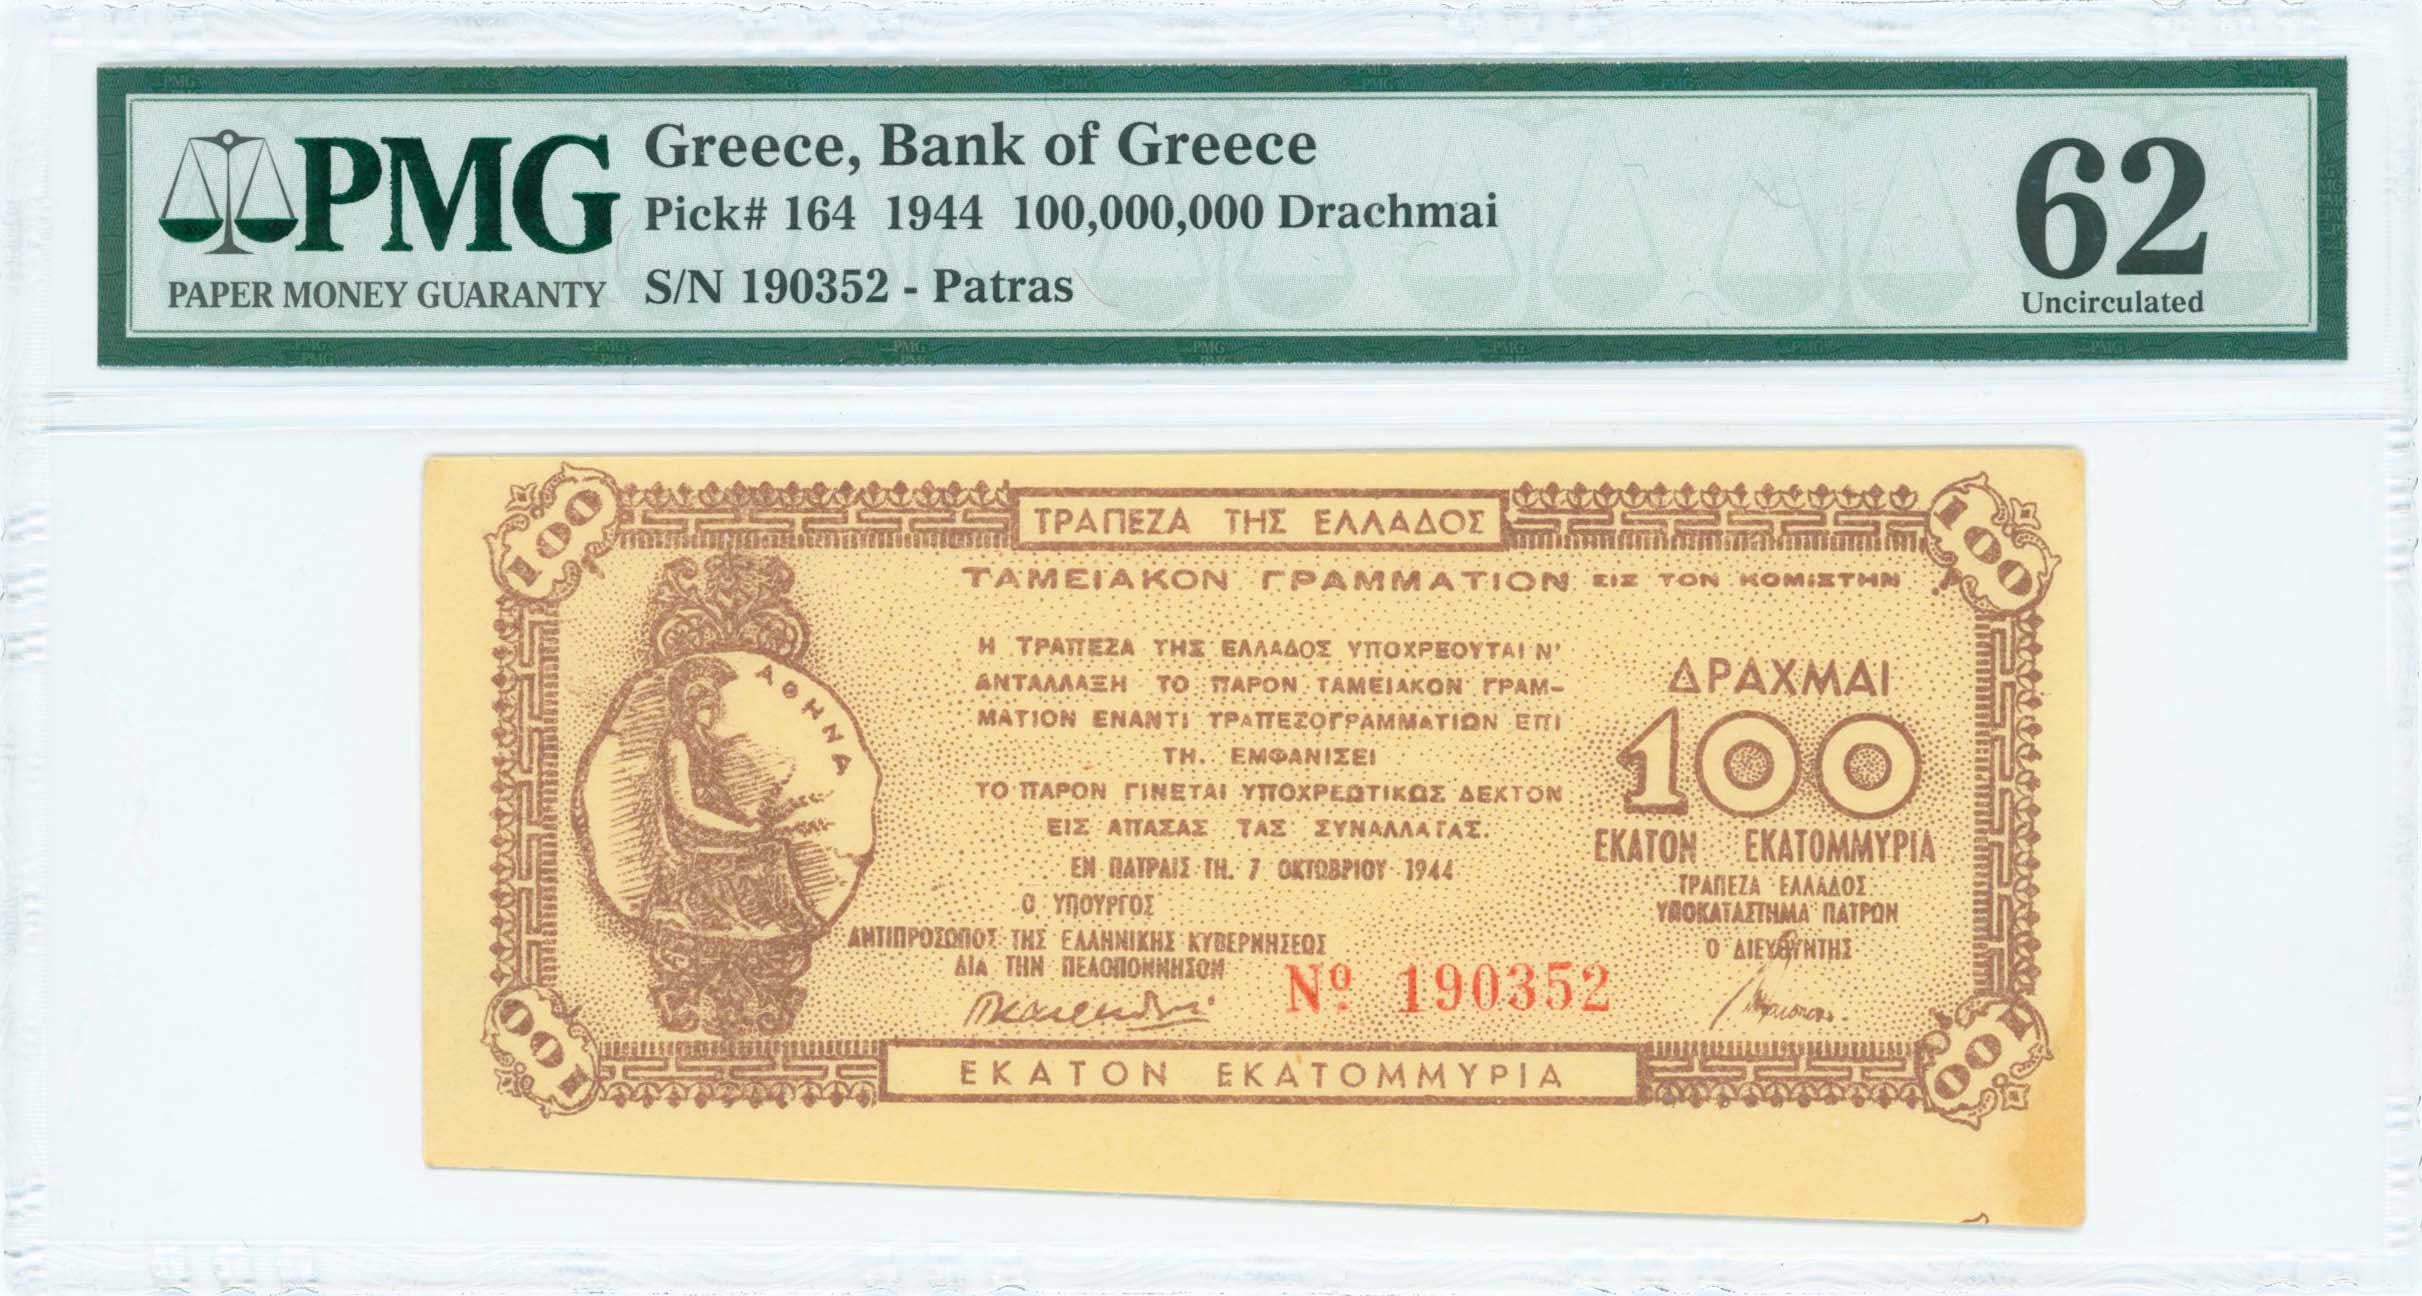 PMG
PAPER MONEY GUARANTY
Greece, Bank of Greece
Pick# 164 1944 100,000,000 Drachmai
S/N 190352 - Patras
62
Uncirculated
100
ΤΡΑΠΕΖΑ ΤΗΣ ΕΛΛΑΔΟΣ
100
ΤΑΜΕΙΑΚΟΝ ΓΡΑΜΜΑΤΙΟΝ ΕΙΣ ΤΟΝ ΚΟΜΙΣΤΗΝ
ΑΘΗΝΑ
Η ΤΡΑΠΕΖΑ ΤΗΣ ΕΛΛΑΔΟΣ ΥΠΟΧΡΕΟΥΤΑΙ Ν'
ΑΝΤΑΛΛΑΞΗ ΤΟ ΠΑΡΟΝ ΤΑΜΕΙΑΚΟΝ ΓΡΑΜ-
ΜΑΤΙΟΝ ΕΝΑΝΤΙ ΤΡΑΠΕΖΟΓΡΑΜΜΑΤΙΩΝ ΕΠΙ
ΤΗ. ΕΜΦΑΝΙΣΕΙ
ΤΟ ΠΑΡΟΝ ΓΙΝΕΤΑΙ ΥΠΟΧΡΕΩΤΙΚΩΣ ΔΕΚΤΟΝ
ΕΙΣ ΑΠΑΣΑΣ ΤΑΣ ΣΥΝΑΛΛΑΓΑΣ.
ΕΝ ΠΑΤΡΑΙΣ ΤΗ. 7 ΟΚΤΩΒΡΙΟΥ 1944
Ο ΥΠΟΥΡΓΟΣ
ΑΝΤΙΠΡΟΣΩΠΟΣ ΤΗΣ ΕΛΛΗΝΙΚΗΣ ΚΥΒΕΡΝΗΣΕΩΣ
ΔΙΑ ΤΗΝ ΠΕΛΟΠΟΝΝΗΣΟΝ
Νº. 190352
ΔΡΑΧΜΑΙ
100
ΕΚΑΤΟΝ ΕΚΑΤΟΜΜΥΡΙΑ
ΤΡΑΠΕΖΑ ΕΛΛΑΔΟΣ
ΥΠΟΚΑΤΑΣΤΗΜΑ ΠΑΤΡΩΝ
Ο ΔΙΕΥΘΥΝΤΗΣ
100
ΕΚΑΤΟΝ ΕΚΑΤΟΜΜΥΡΙΑ
100